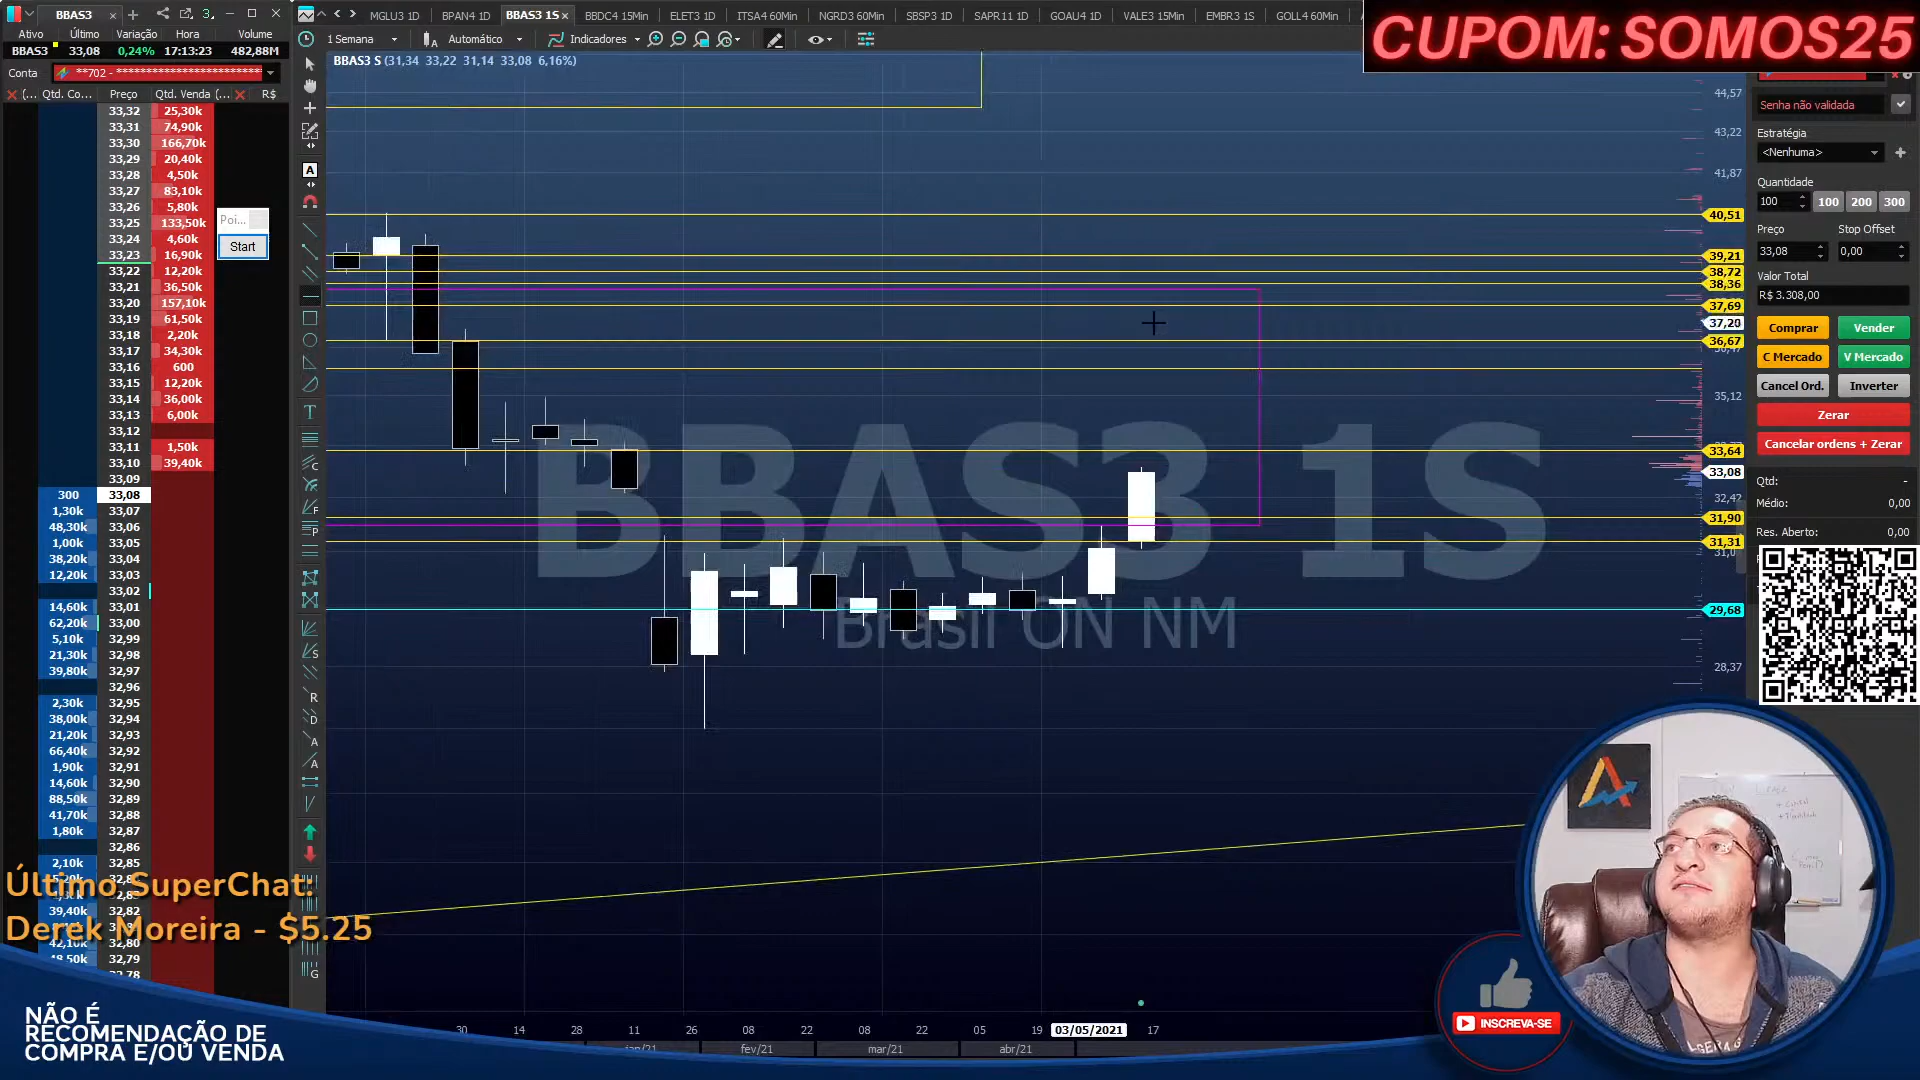 BBAS3
3
MGLU3 1D
BPAN4 1D
BBAS3 1S
BBDC4 15Min
ELET3 1D
ITSA4 60Min
NGRD3 60Min
SBSP3 1D
SAPR11 1D
GOAU4 1D
VALE3 15Min
EMBR3 1S
GOLL4 60Min
CUPOM: SOMOS25
Ativo Último Variação Hora Volume
BBAS3 33,08 0,24% 17:13:23 482,88M
1 Semana
Automático
Indicadores
Conta **702 - **************************
BBAS3 S (31,34 33,22 31,14 33,08 6,16%)
(... Qtd. Co... Preço Qtd. Venda (... R$
33,32 25,30k
33,31 74,90k
33,30 166,70k
33,29 20,40k
33,28 4,50k
33,27 83,10k
33,26 5,80k
33,25 133,50k
33,24 4,60k
33,23 16,90k
33,22 12,20k
33,21 36,50k
33,20 157,10k
33,19 61,50k
33,18 2,20k
33,17 34,30k
33,16 600
33,15 12,20k
33,14 36,00k
33,13 6,00k
33,12
33,11 1,50k
33,10 39,40k
33,09
300 33,08
1,30k 33,07
48,30k 33,06
1,00k 33,05
38,20k 33,04
12,20k 33,03
33,02
14,60k 33,01
62,20k 33,00
5,10k 32,99
21,30k 32,98
39,80k 32,97
32,96
2,30k 32,95
38,00k 32,94
21,20k 32,93
66,40k 32,92
1,90k 32,91
14,60k 32,90
88,50k 32,89
41,70k 32,88
1,80k 32,87
32,86
2,10k 32,85
39,40k 32,82
42,10k 32,80
48,50k 32,79
32,78
Poi...
Start
BBAS3 1S
Brasil ON NM
44,57
43,22
41,87
40,51
39,21
38,72
38,36
37,69
37,20
36,67
35,12
33,64
33,08
32,42
31,90
31,31
29,68
28,37
Senha não validada
Estratégia
<Nenhuma>
Quantidade
100 100 200 300
Preço Stop Offset
33,08 0,00
Valor Total
R$ 3.308,00
Comprar Vender
C Mercado V Mercado
Cancel Ord. Inverter
Zerar
Cancelar ordens + Zerar
Qtd: -
Médio: 0,00
Res. Aberto: 0,00
Último SuperChat:
Derek Moreira - $5.25
NÃO É
RECOMENDAÇÃO DE
COMPRA E/OU VENDA
30 14 28 11 26 08 22 08 22 05 19 03/05/2021 17
fev/21 mar/21 abr/21
INSCREVA-SE